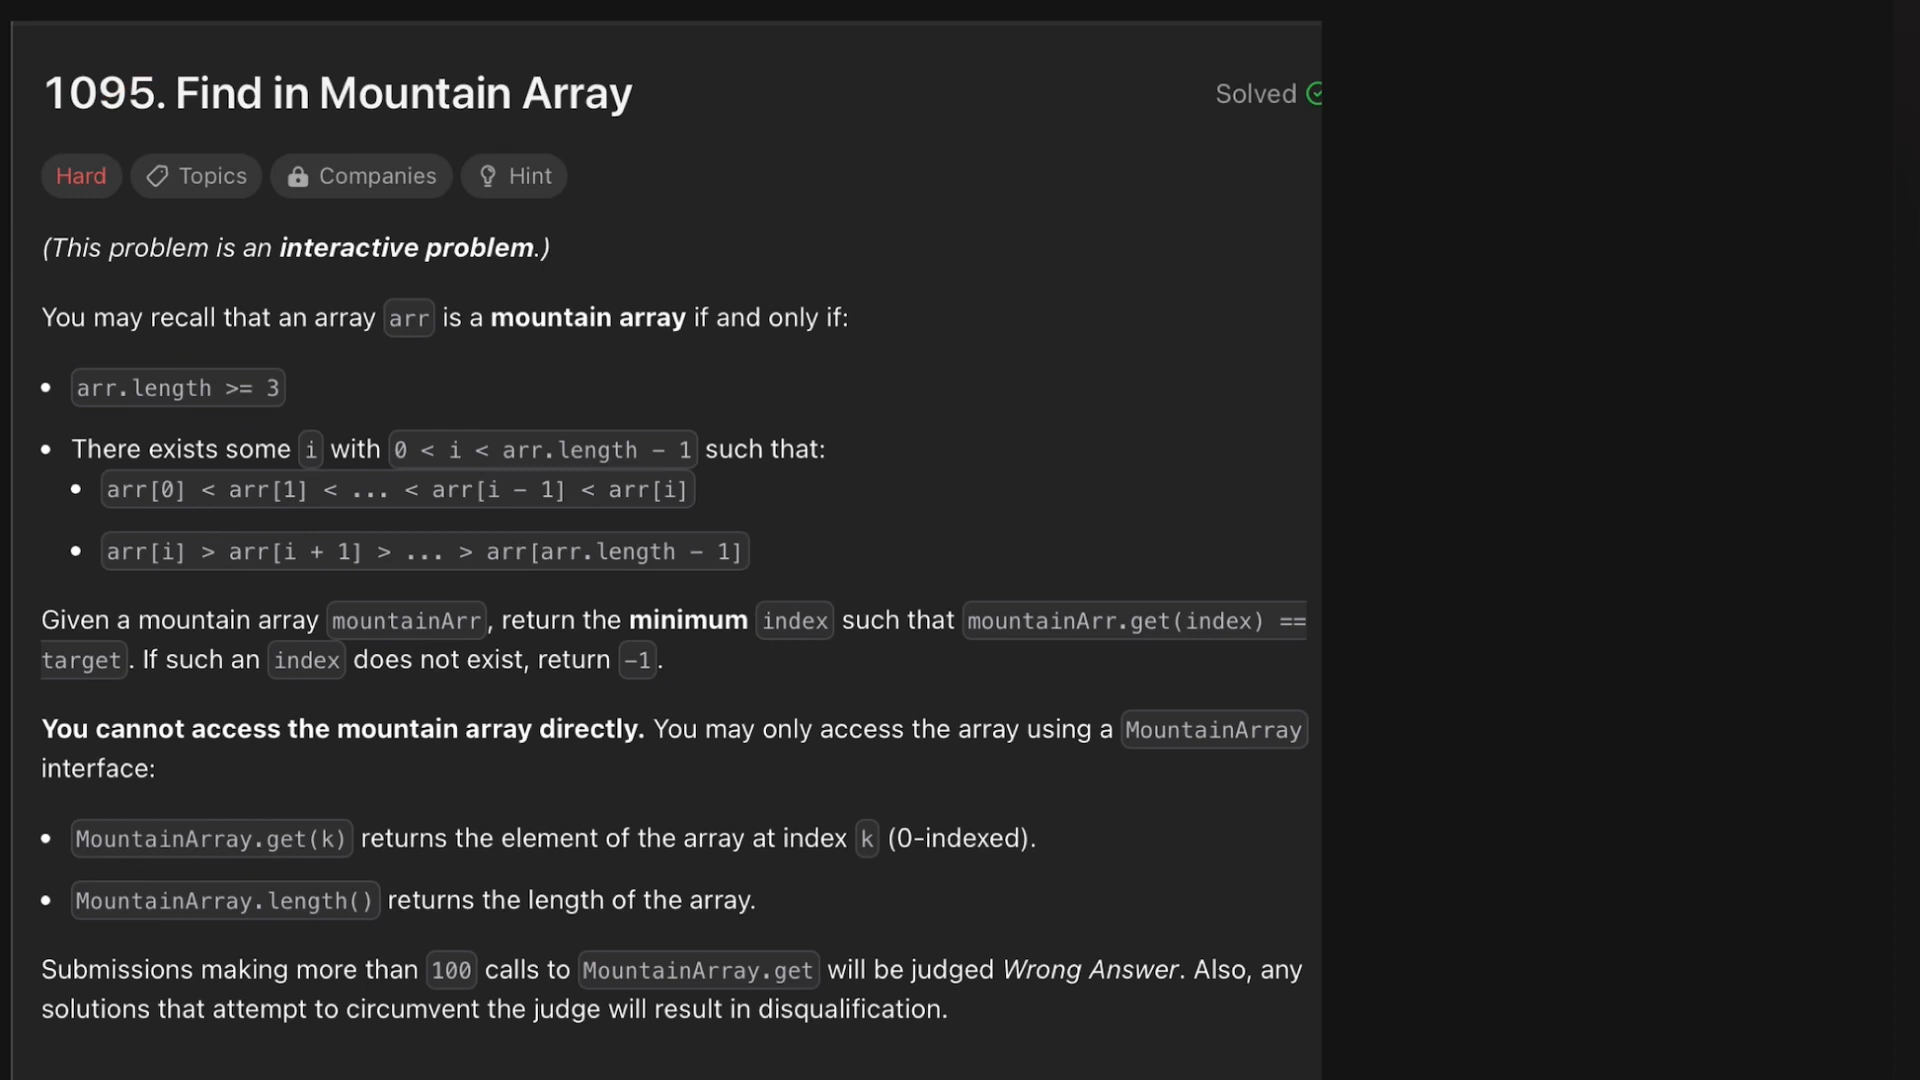 1095. Find in Mountain Array
Solved
Hard Topics Companies Hint
(This problem is an interactive problem.)
You may recall that an array arr is a mountain array if and only if:
• arr.length >= 3
• There exists some i with 0 < i < arr.length - 1 such that:
• arr[0] < arr[1] < ... < arr[i - 1] < arr[i]
• arr[i] > arr[i + 1] > ... > arr[arr.length - 1]
Given a mountain array mountainArr, return the minimum index such that mountainArr.get(index) ==
target. If such an index does not exist, return -1.
You cannot access the mountain array directly. You may only access the array using a MountainArray
interface:
• MountainArray.get(k) returns the element of the array at index k (0-indexed).
• MountainArray.length() returns the length of the array.
Submissions making more than 100 calls to MountainArray.get will be judged Wrong Answer. Also, any
solutions that attempt to circumvent the judge will result in disqualification.